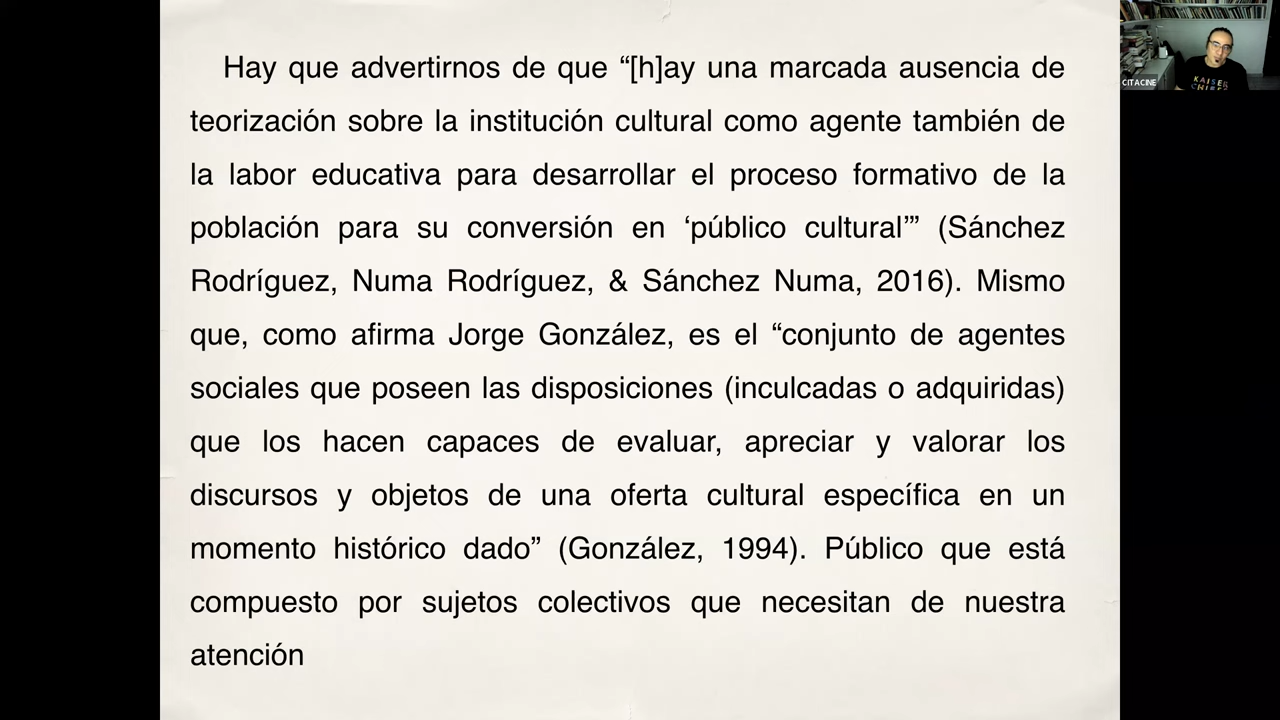 Hay que advertirnos de que “[h]ay una marcada ausencia de
teorización sobre la institución cultural como agente también de
la labor educativa para desarrollar el proceso formativo de la
población para su conversión en ‘público cultural’” (Sánchez
Rodríguez, Numa Rodríguez, & Sánchez Numa, 2016). Mismo
que, como afirma Jorge González, es el “conjunto de agentes
sociales que poseen las disposiciones (inculcadas o adquiridas)
que los hacen capaces de evaluar, apreciar y valorar los
discursos y objetos de una oferta cultural específica en un
momento histórico dado” (González, 1994). Público que está
compuesto por sujetos colectivos que necesitan de nuestra
atención
CITACINE
KAISER
CHIEFS